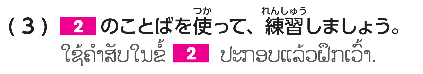 (3) 2 のことばを使って、練習しましょう。
ໃຊ້ຄຳສັບໃນຂໍ້ 2 ປະກອບແລ້ວຝຶກເວົ້າ.